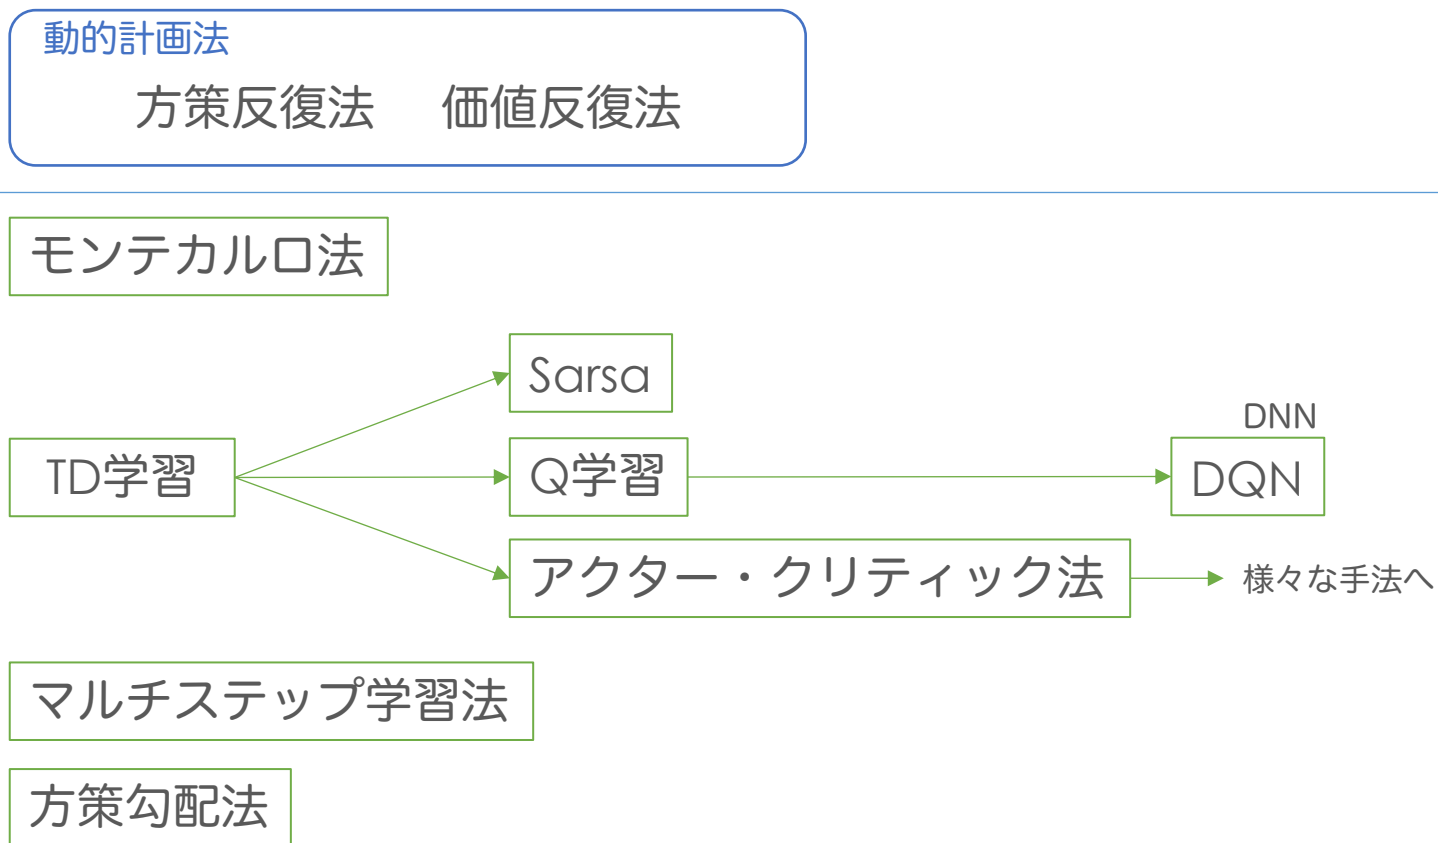 動的計画法
方策反復法 価値反復法
モンテカルロ法
Sarsa
DNN
TD学習
Q学習
DQN
アクター・クリティック法
様々な手法へ
マルチステップ学習法
方策勾配法